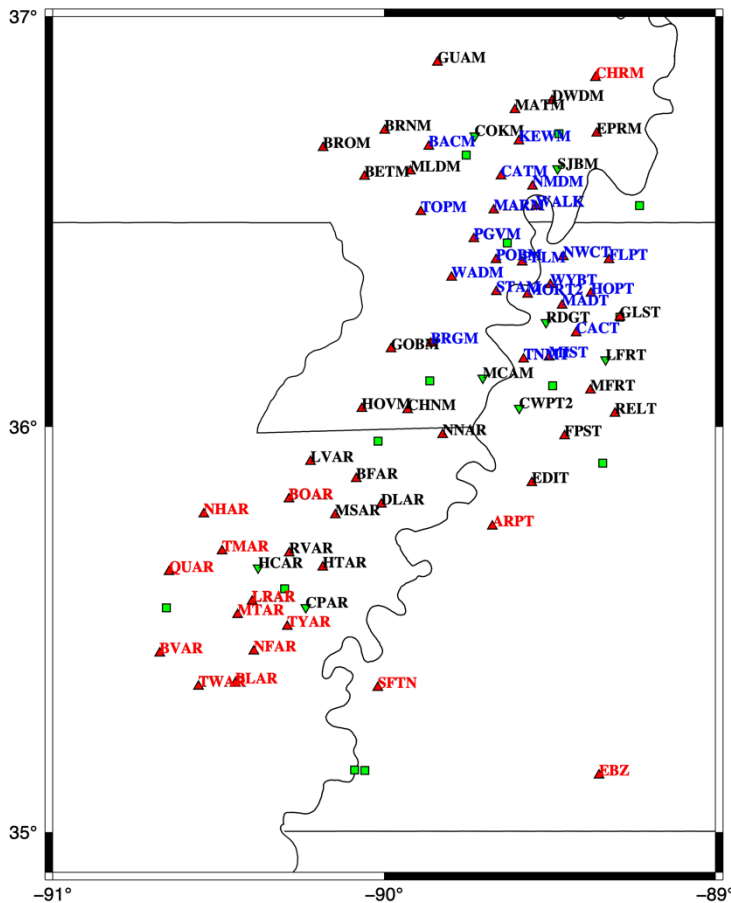 37°
GUAM
CHRM
DWDM
MATM
BRNM
COKM
EPRM
BACM
KEWM
BROM
MLDM
SJBM
BETM
CATM
NMDM
TOPM
MARM
WALK
PGVM
NWCT
FLPT
WADM
WYBT
STAM
MORT2
HOPT
MADT
GLST
RDGT
CACT
BRGM
GOBM
TNMT
MIST
LFRT
MCAM
MFRT
HOVM
CHNM
CWPT2
RELT
36°
NNAR
FPST
LVAR
BFAR
EDIT
BOAR
DLAR
NHAR
MSAR
ARPT
TMAR
RVAR
QUAR
HCAR
HTAR
LRAR
CPAR
MTAR
TYAR
BVAR
NFAR
TWAR
BLAR
SFTN
EBZ
35°
−91°
−90°
−89°